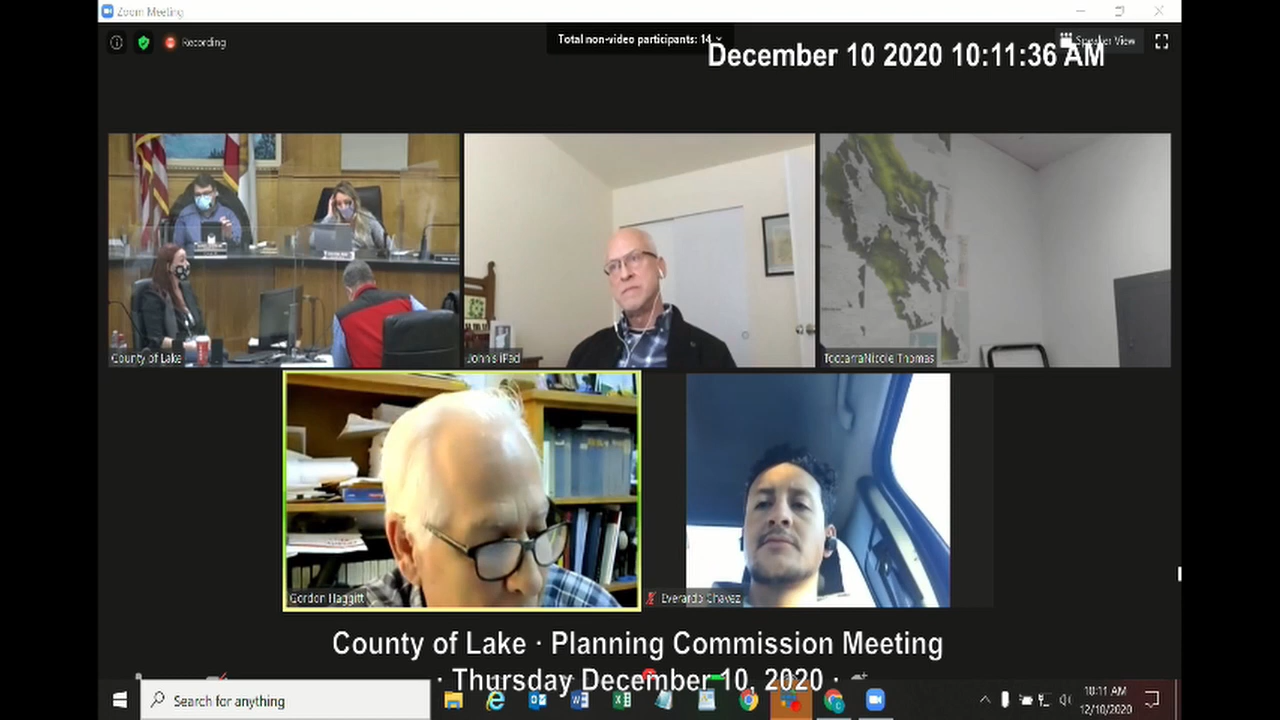 Zoom Meeting
Recording
Total non-video participants: 14
Speaker View
December 10 2020 10:11:36 AM
County of Lake
John's iPad
Gordon Haggitt
Everardo Chavez
County of Lake · Planning Commission Meeting
· Thursday December 10, 2020 ·
Search for anything
10:11 AM
12/10/2020